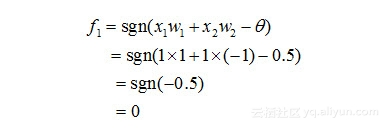 f₁ = sgn(x₁w₁ + x₂w₂ − θ)
= sgn(1×1+1×(−1)−0.5)
= sgn(−0.5)
= 0
云栖社区 yq.aliyun.com